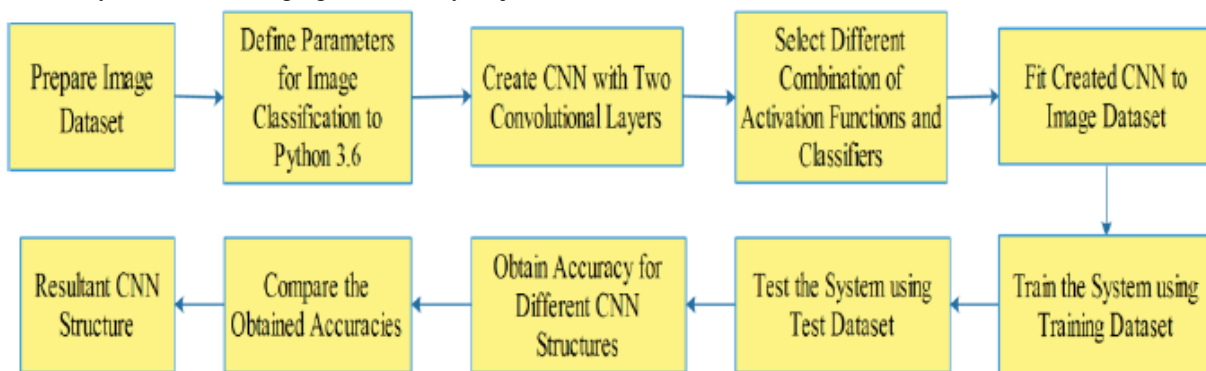 Prepare Image
Dataset
Define Parameters
for Image
Classification to
Python 3.6
Create CNN with Two
Convolutional Layers
Select Different
Combination of
Activation Functions and
Classifiers
Fit Created CNN to
Image Dataset
Train the System using
Training Dataset
Test the System using
Test Dataset
Obtain Accuracy for
Different CNN
Structures
Compare the
Obtained Accuracies
Resultant CNN
Structure